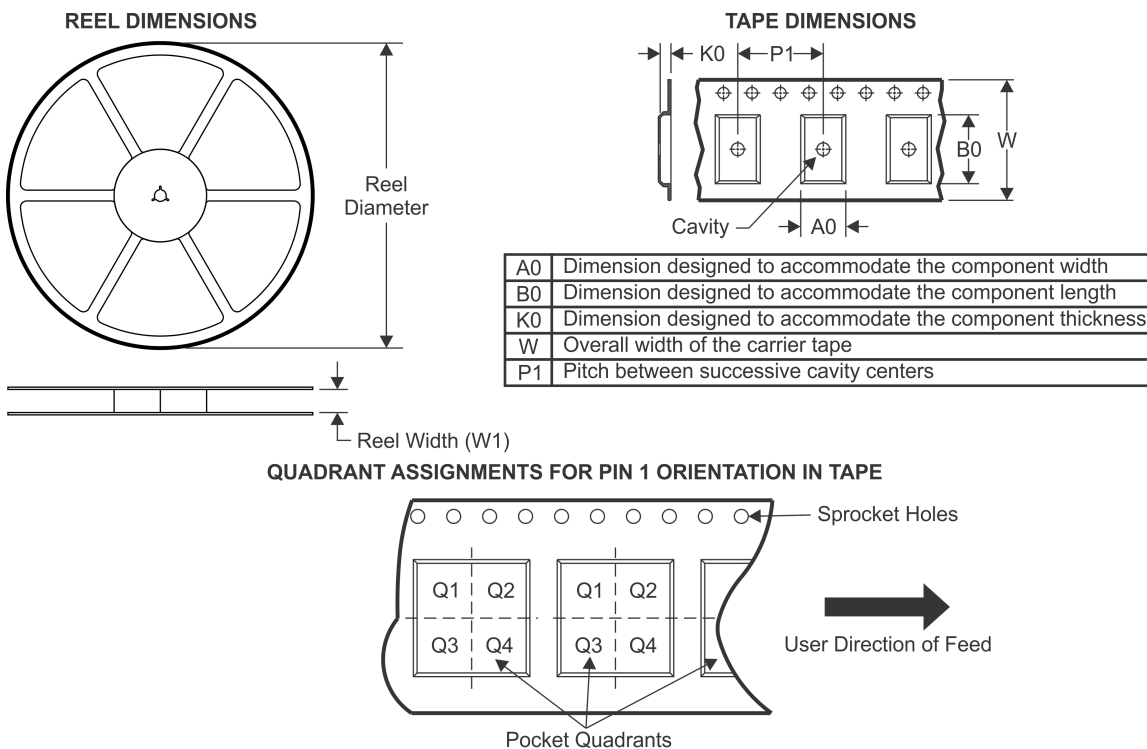 REEL DIMENSIONS
Reel
Diameter
Reel Width (W1)
TAPE DIMENSIONS
K0
P1
W
B0
Cavity
A0
A0 Dimension designed to accommodate the component width
B0 Dimension designed to accommodate the component length
K0 Dimension designed to accommodate the component thickness
W Overall width of the carrier tape
P1 Pitch between successive cavity centers
QUADRANT ASSIGNMENTS FOR PIN 1 ORIENTATION IN TAPE
Sprocket Holes
Q1 Q2 Q1 Q2
Q3 Q4 Q3 Q4
User Direction of Feed
Pocket Quadrants